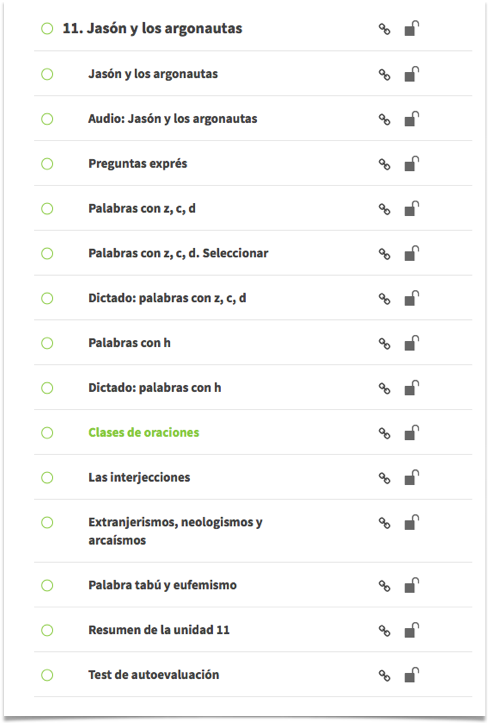 11. Jasón y los argonautas
Jasón y los argonautas
Audio: Jasón y los argonautas
Preguntas exprés
Palabras con z, c, d
Palabras con z, c, d. Seleccionar
Dictado: palabras con z, c, d
Palabras con h
Dictado: palabras con h
Clases de oraciones
Las interjecciones
Extranjerismos, neologismos y
arcaísmos
Palabra tabú y eufemismo
Resumen de la unidad 11
Test de autoevaluación